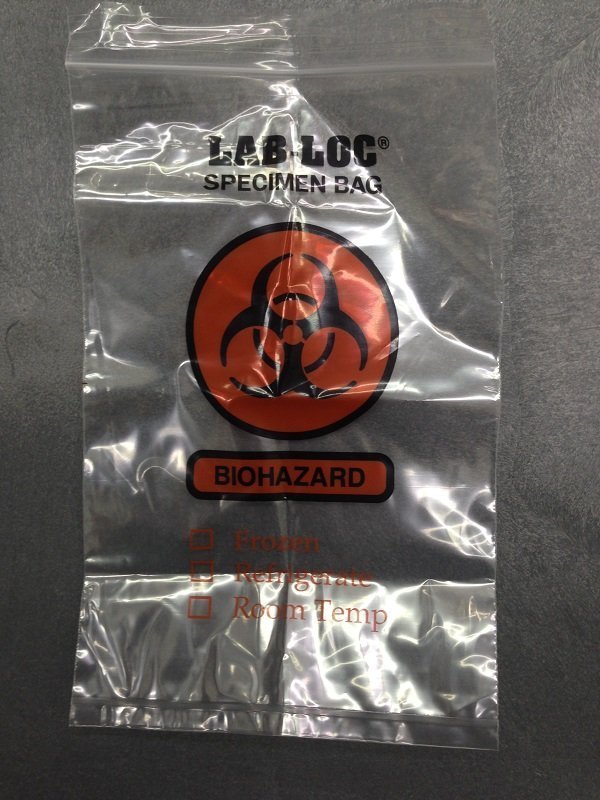 LAB-LOC®
SPECIMEN BAG
BIOHAZARD
Frozen
Refrigerate
Room Temp